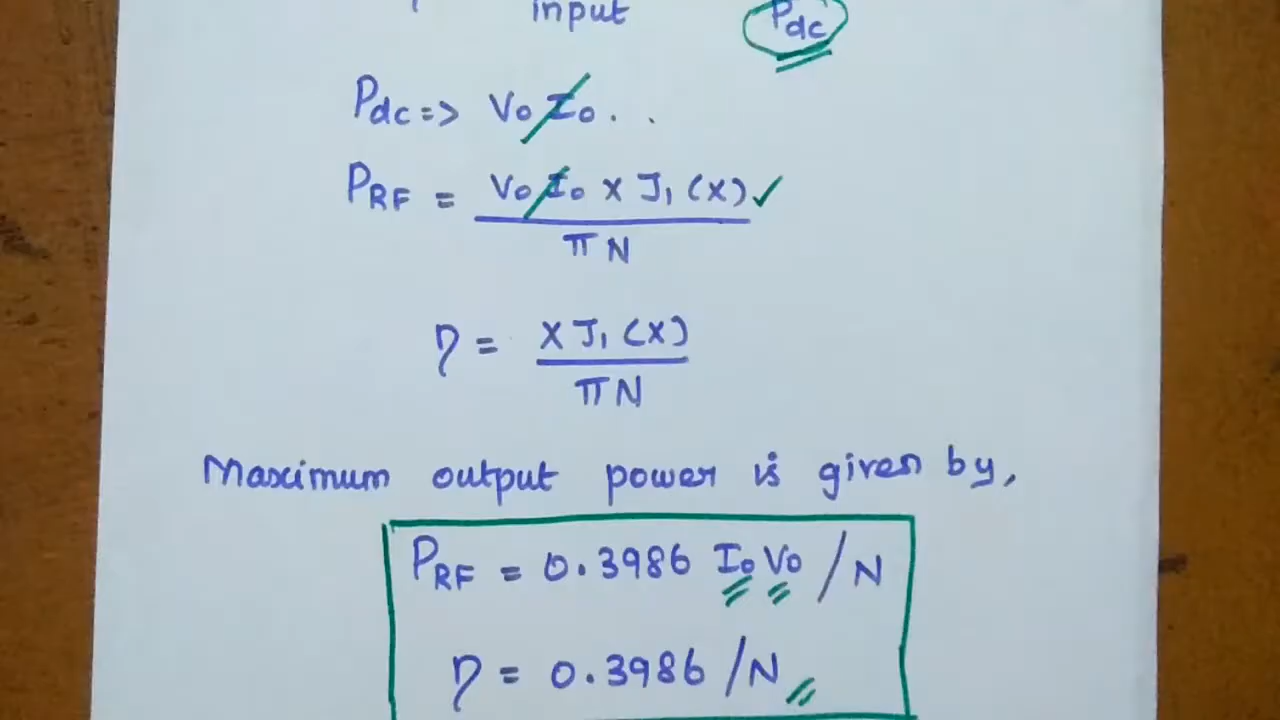 input Pdc
Pdc => V0 I0 . .
PRF = V0 I0 X J1 (X) ✓
πN
η = X J1 (X)
πN
Maximum output power is given by,
PRF = 0.3986 I0 V0 / N
η = 0.3986 / N